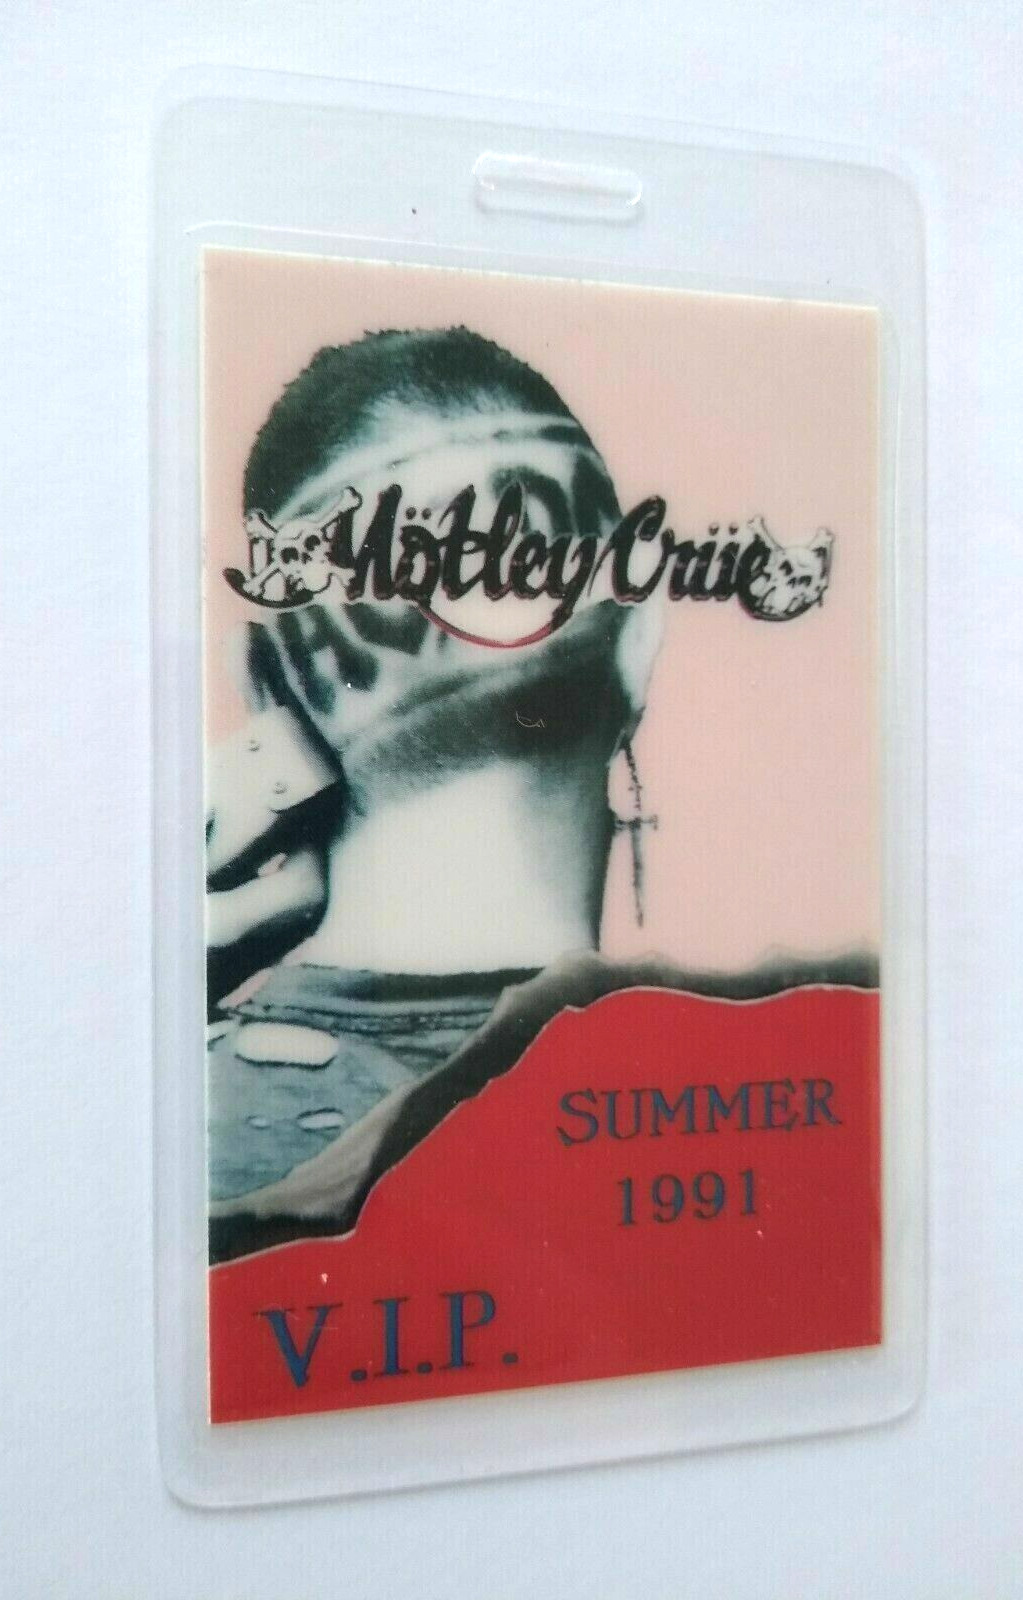 Mötley Crüe
SUMMER
1991
V.I.P.